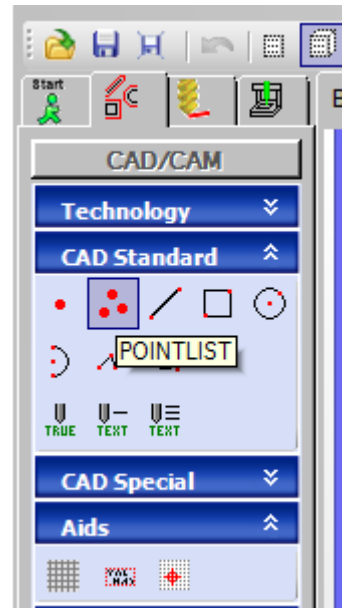 Start
E
CAD/CAM
Technology
CAD Standard
POINTLIST
TRUE TEXT TEXT
CAD Special
Aids